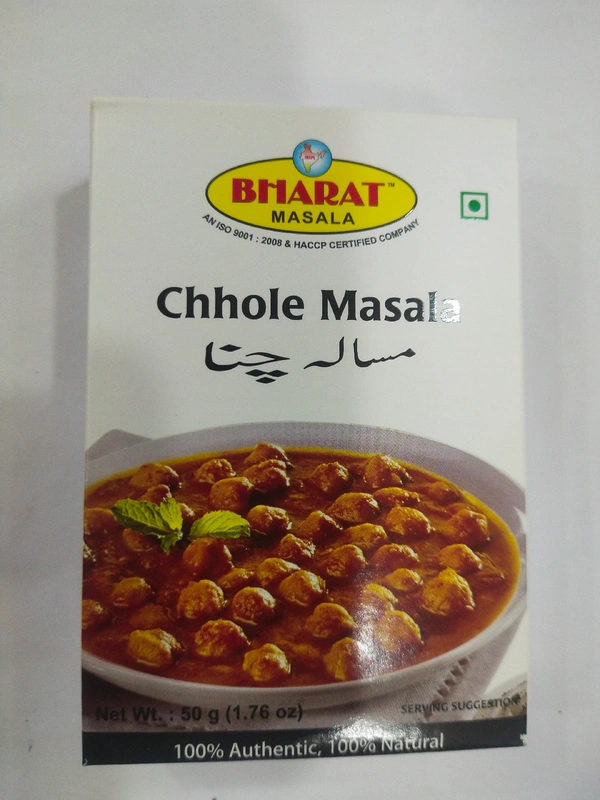 BHARAT™
MASALA
AN ISO 9001 : 2008 & HACCP CERTIFIED COMPANY
Chhole Masala
مسالہ چنا
Net Wt. : 50 g (1.76 oz)
SERVING SUGGESTION
100% Authentic, 100% Natural